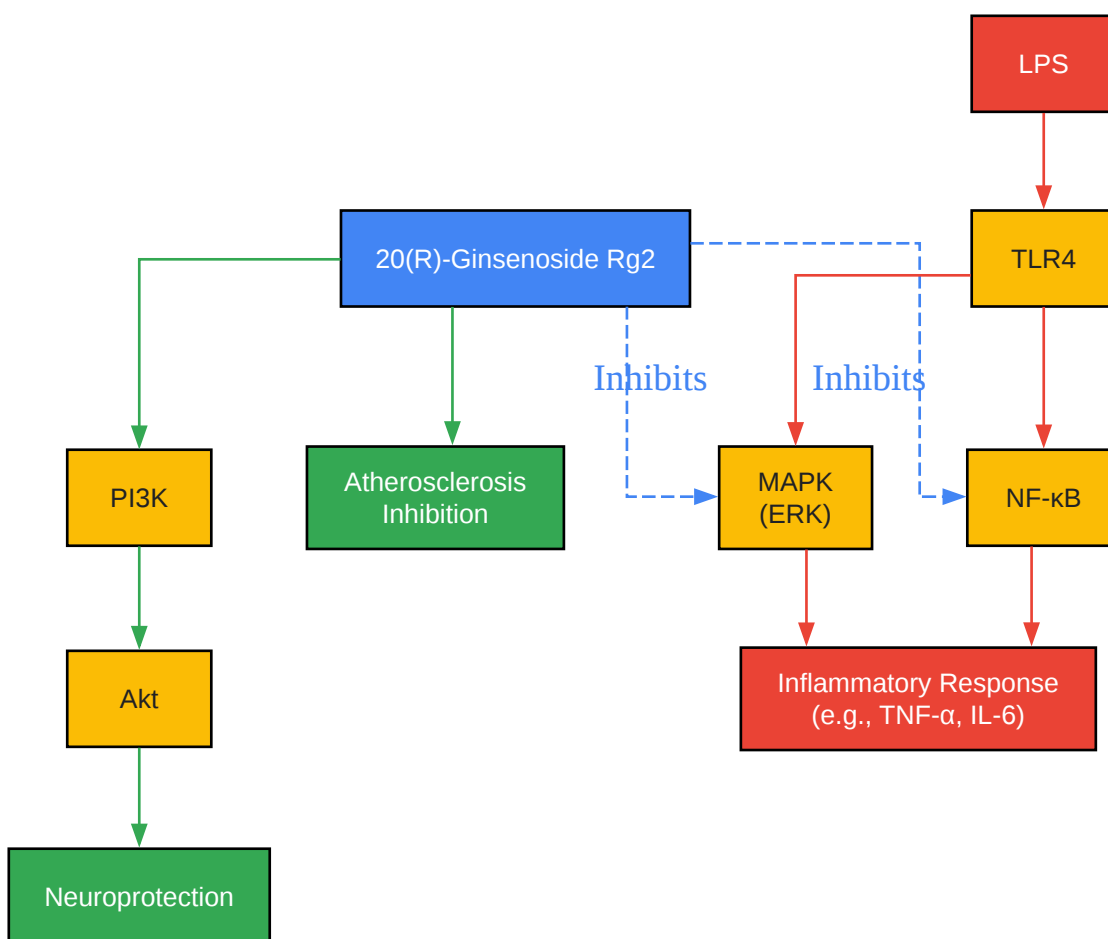 LPS
20(R)-Ginsenoside Rg2
TLR4
Inhibits
Inhibits
PI3K
Atherosclerosis
Inhibition
MAPK
(ERK)
NF-κB
Akt
Inflammatory Response
(e.g., TNF-α, IL-6)
Neuroprotection